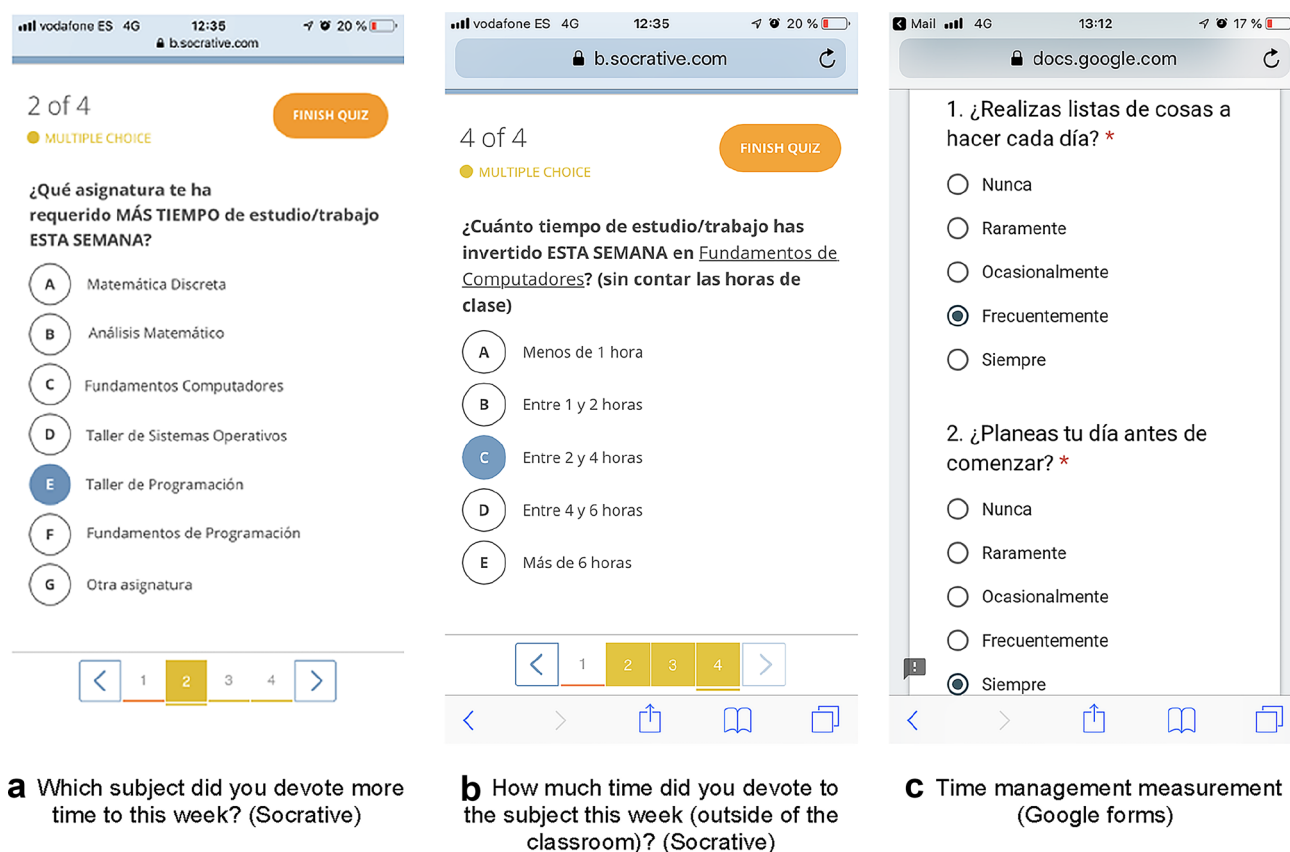 vodafone ES 4G 12:35 20 %
b.socrative.com
2 of 4
FINISH QUIZ
MULTIPLE CHOICE
¿Qué asignatura te ha
requerido MÁS TIEMPO de estudio/trabajo
ESTA SEMANA?
A Matemática Discreta
B Análisis Matemático
C Fundamentos Computadores
D Taller de Sistemas Operativos
E Taller de Programación
F Fundamentos de Programación
G Otra asignatura
1 2 3 4
a Which subject did you devote more
time to this week? (Socrative)
vodafone ES 4G 12:35 20 %
b.socrative.com
4 of 4
FINISH QUIZ
MULTIPLE CHOICE
¿Cuánto tiempo de estudio/trabajo has
invertido ESTA SEMANA en Fundamentos de
Computadores? (sin contar las horas de
clase)
A Menos de 1 hora
B Entre 1 y 2 horas
C Entre 2 y 4 horas
D Entre 4 y 6 horas
E Más de 6 horas
1 2 3 4
b How much time did you devote to
the subject this week (outside of the
classroom)? (Socrative)
Mail 4G 13:12 17 %
docs.google.com
1. ¿Realizas listas de cosas a
hacer cada día? *
Nunca
Raramente
Ocasionalmente
Frecuentemente
Siempre
2. ¿Planeas tu día antes de
comenzar? *
Nunca
Raramente
Ocasionalmente
Frecuentemente
Siempre
c Time management measurement
(Google forms)